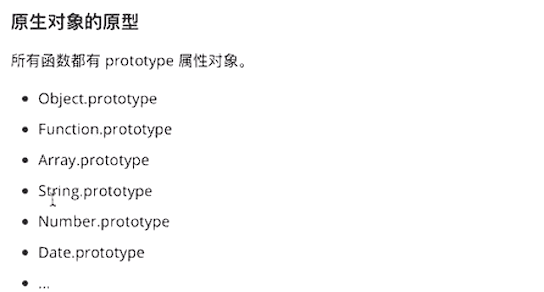 原生对象的原型
所有函数都有 prototype 属性对象。
Object.prototype
Function.prototype
Array.prototype
String.prototype
Number.prototype
Date.prototype
...